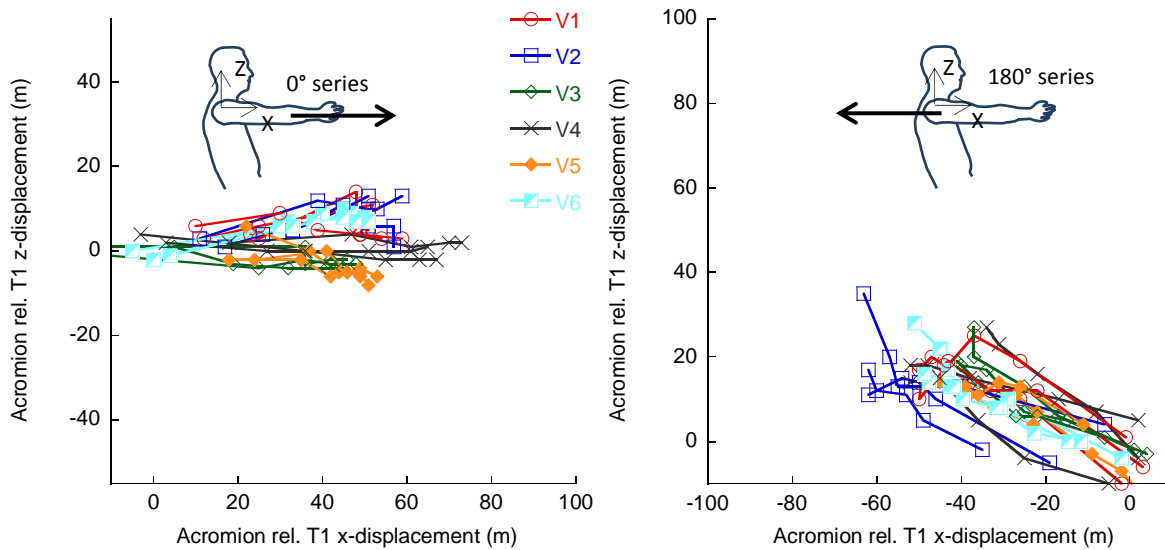 V1
V2
V3
V4
V5
V6
Acromion rel. T1 z-displacement (m)
40
20
0
-20
-40
Z
X
0° series
0
20
40
60
80
100
Acromion rel. T1 x-displacement (m)
Acromion rel. T1 z-displacement (m)
100
80
60
40
20
0
Z
X
180° series
-100
-80
-60
-40
-20
0
Acromion rel. T1 x-displacement (m)